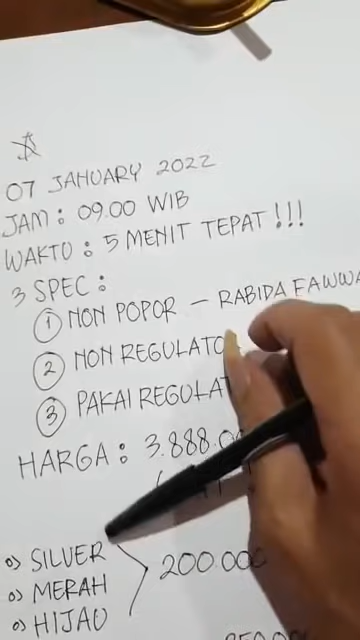 07 JANUARY 2022
JAM : 09.00 WIB
WAKTU : 5 MENIT TEPAT !!!
3 SPEC :
① NON POPOR - RABIDA FAWWA
② NON REGULATO
③ PAKAI REGULAT
HARGA : 3.888.00
o) SILVER
o) MERAH 200.000
o) HIJAU